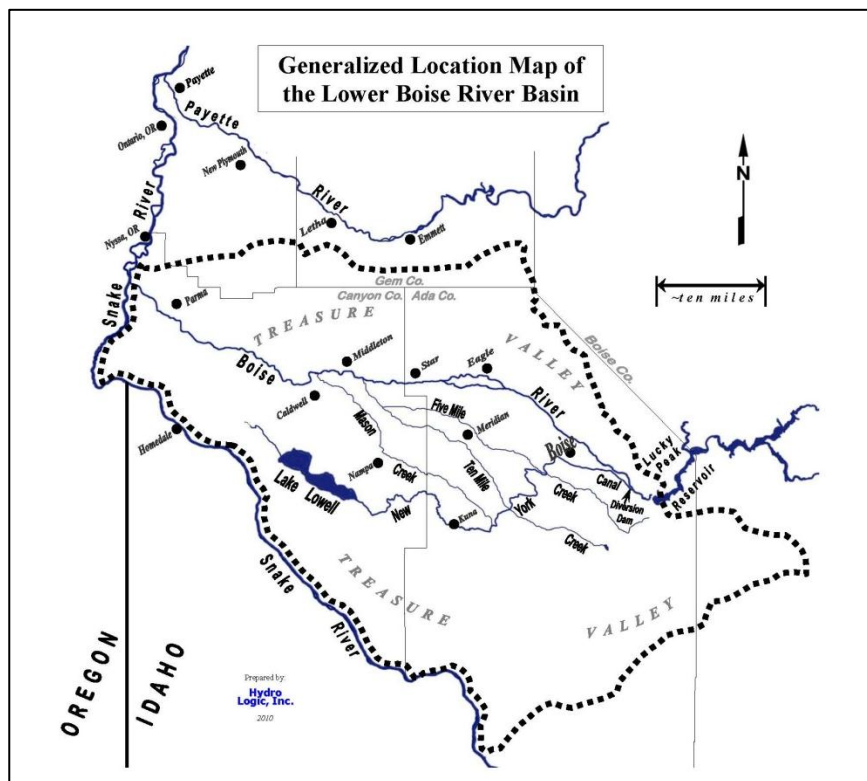 Generalized Location Map of
the Lower Boise River Basin
Payette
Payette
River
Ontario, OR
New Plymouth
Letha
Emmett
Nyssa, OR
Snake
River
N
~ten miles
Gem Co.
Canyon Co.
Ada Co.
Boise Co.
Parma
TREASURE
VALLEY
Boise
River
Middleton
Star
Eagle
Caldwell
Five Mile
Meridian
Boise
Mason
Creek
Ten Mile
Creek
Creek
Homedale
Nampa
Lake Lowell
New
York
Canal
Kuna
Diversion
Dam
Lucky
Peak
Reservoir
Snake
River
TREASURE
VALLEY
OREGON
IDAHO
Prepared by:
Hydro
Logic, Inc.
2010